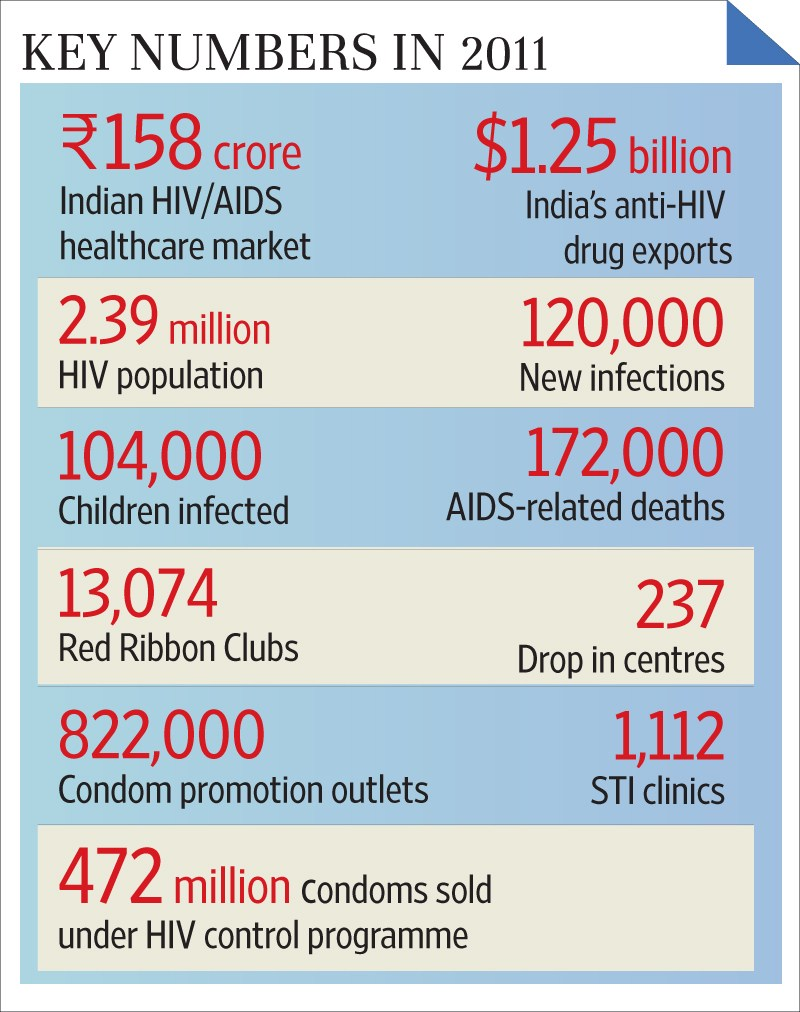 KEY NUMBERS IN 2011
₹158 crore
Indian HIV/AIDS
healthcare market
$1.25 billion
India's anti-HIV
drug exports
2.39 million
HIV population
120,000
New infections
104,000
Children infected
172,000
AIDS-related deaths
13,074
Red Ribbon Clubs
237
Drop in centres
822,000
Condom promotion outlets
1,112
STI clinics
472 million condoms sold
under HIV control programme